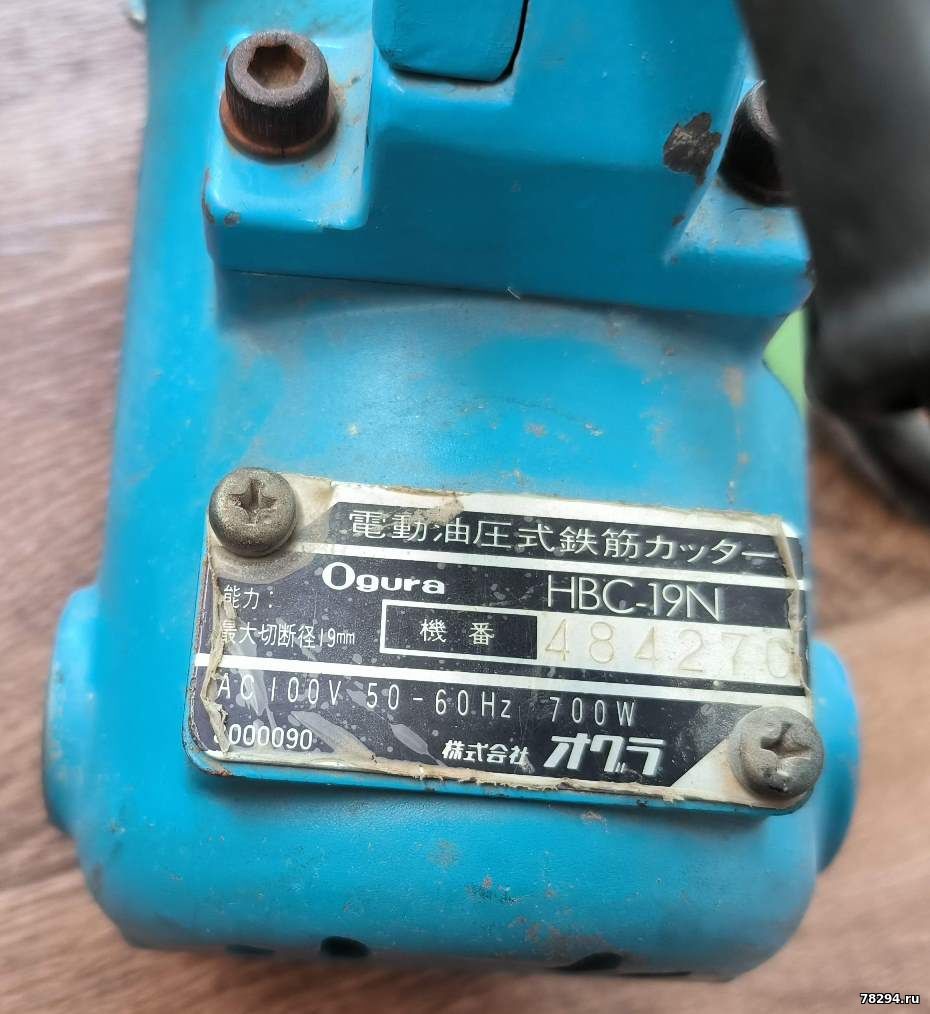 電動油圧式鉄筋カッター
Ogura HBC-19N
能力:
最大切断径19mm 機番 484270
AC 100V 50-60Hz 700W
000090 株式会社 オグラ
78294.ru